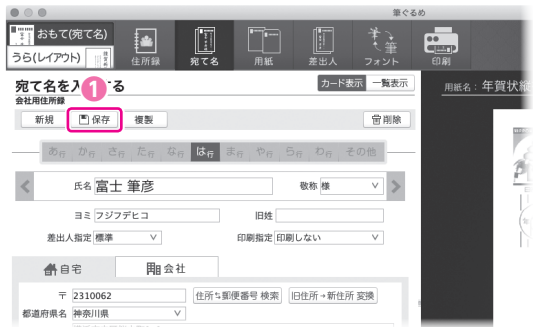 筆ぐるめ
おもて(宛て名)
うら(レイアウト)
住所録 宛て名 用紙 差出人 フォント 印刷
宛て名を入 する
1
会社用住所録
カード表示 一覧表示
用紙名：年賀状縦
新規 保存 複製 削除
あ行 か行 さ行 た行 な行 は行 ま行 や行 ら行 わ行 その他
氏名 富士 筆彦 敬称 様
ヨミ フジフデヒコ 旧姓
差出人指定 標準 印刷指定 印刷しない
自宅 会社
〒 2310062 住所⇆郵便番号 検索 旧住所→新住所 変換
都道府県名 神奈川県